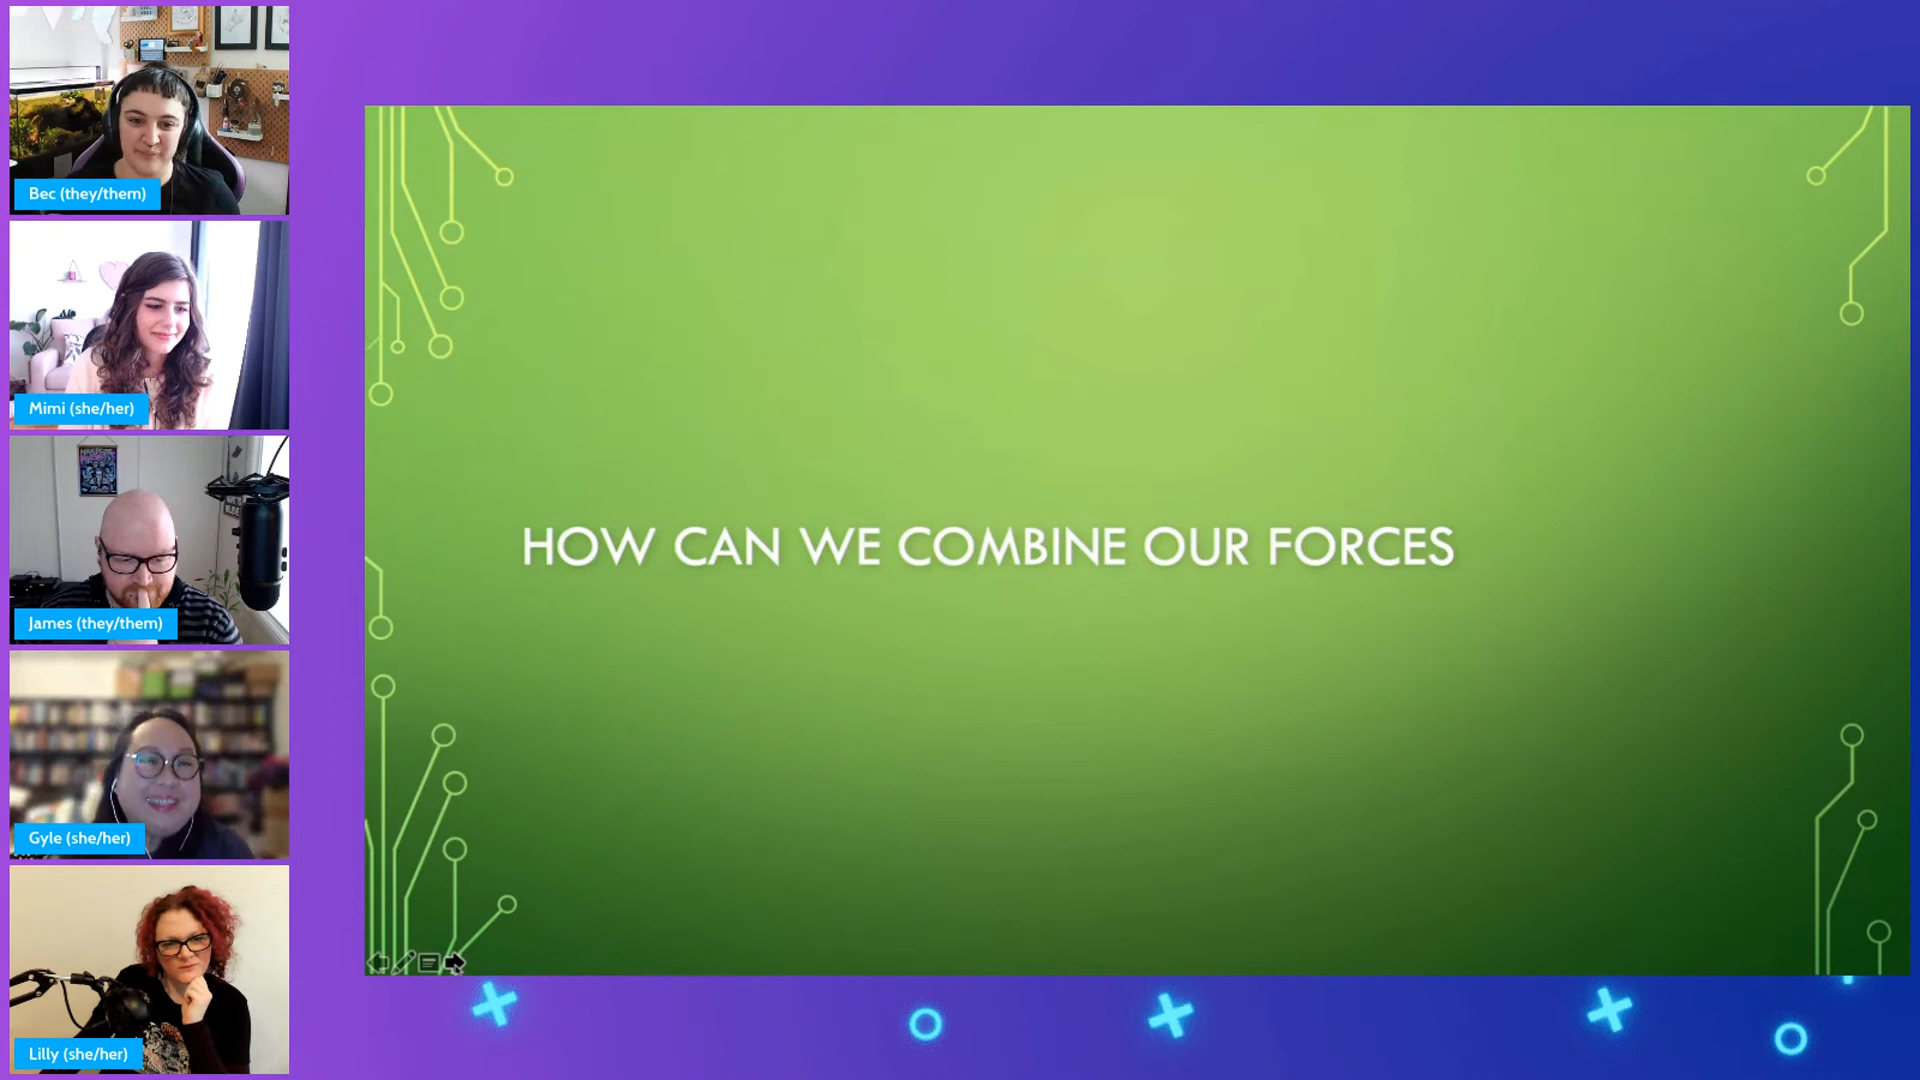 Bec (they/them)
Mimi (she/her)
James (they/them)
Gyle (she/her)
Lilly (she/her)
HOW CAN WE COMBINE OUR FORCES